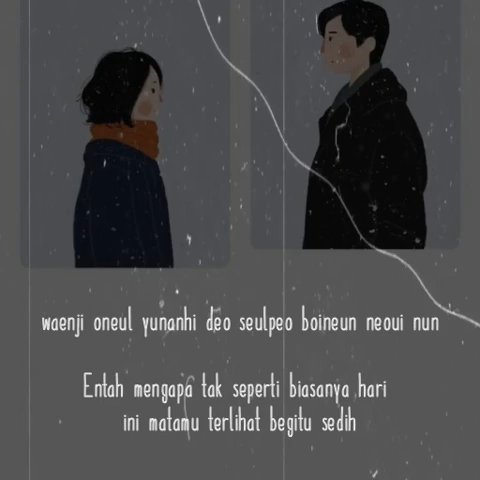 waenji oneul yunanhi deo seulpeo boineun neoui nun
Entah mengapa tak seperti biasanya hari
ini matamu terlihat begitu sedih